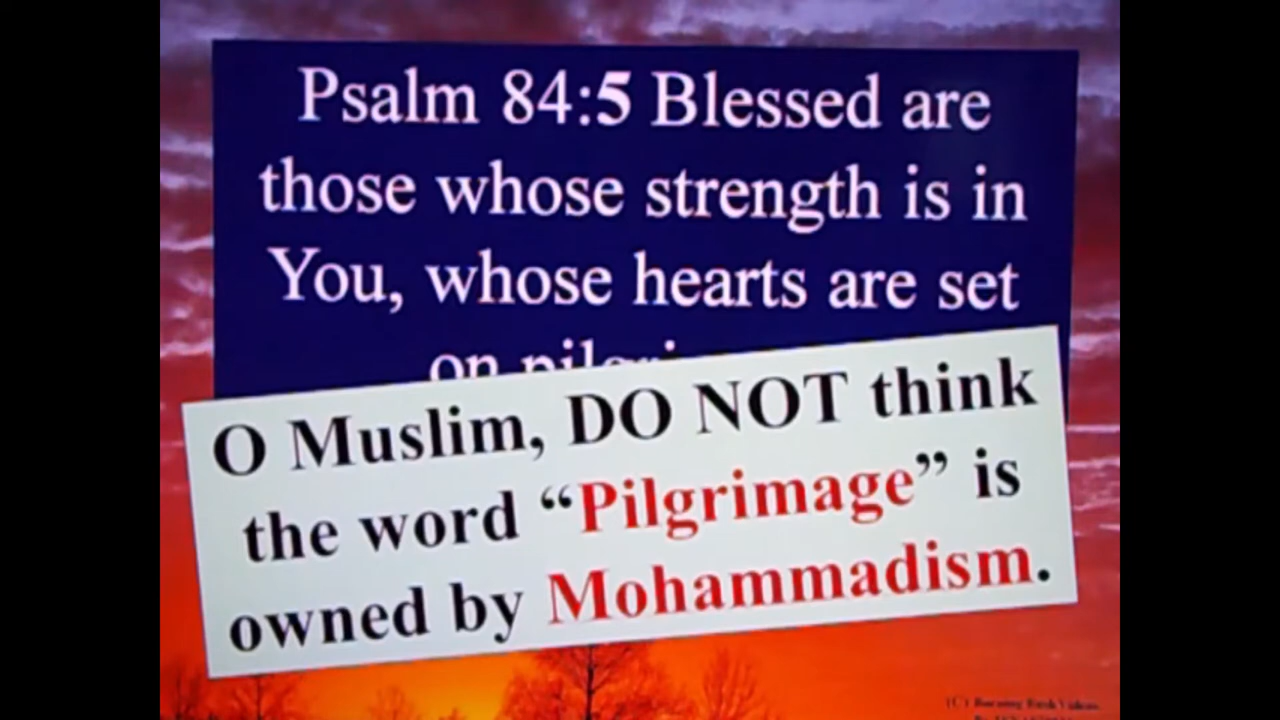 Psalm 84:5 Blessed are
those whose strength is in
You, whose hearts are set
on
O Muslim, DO NOT think
the word “Pilgrimage” is
owned by Mohammadism.